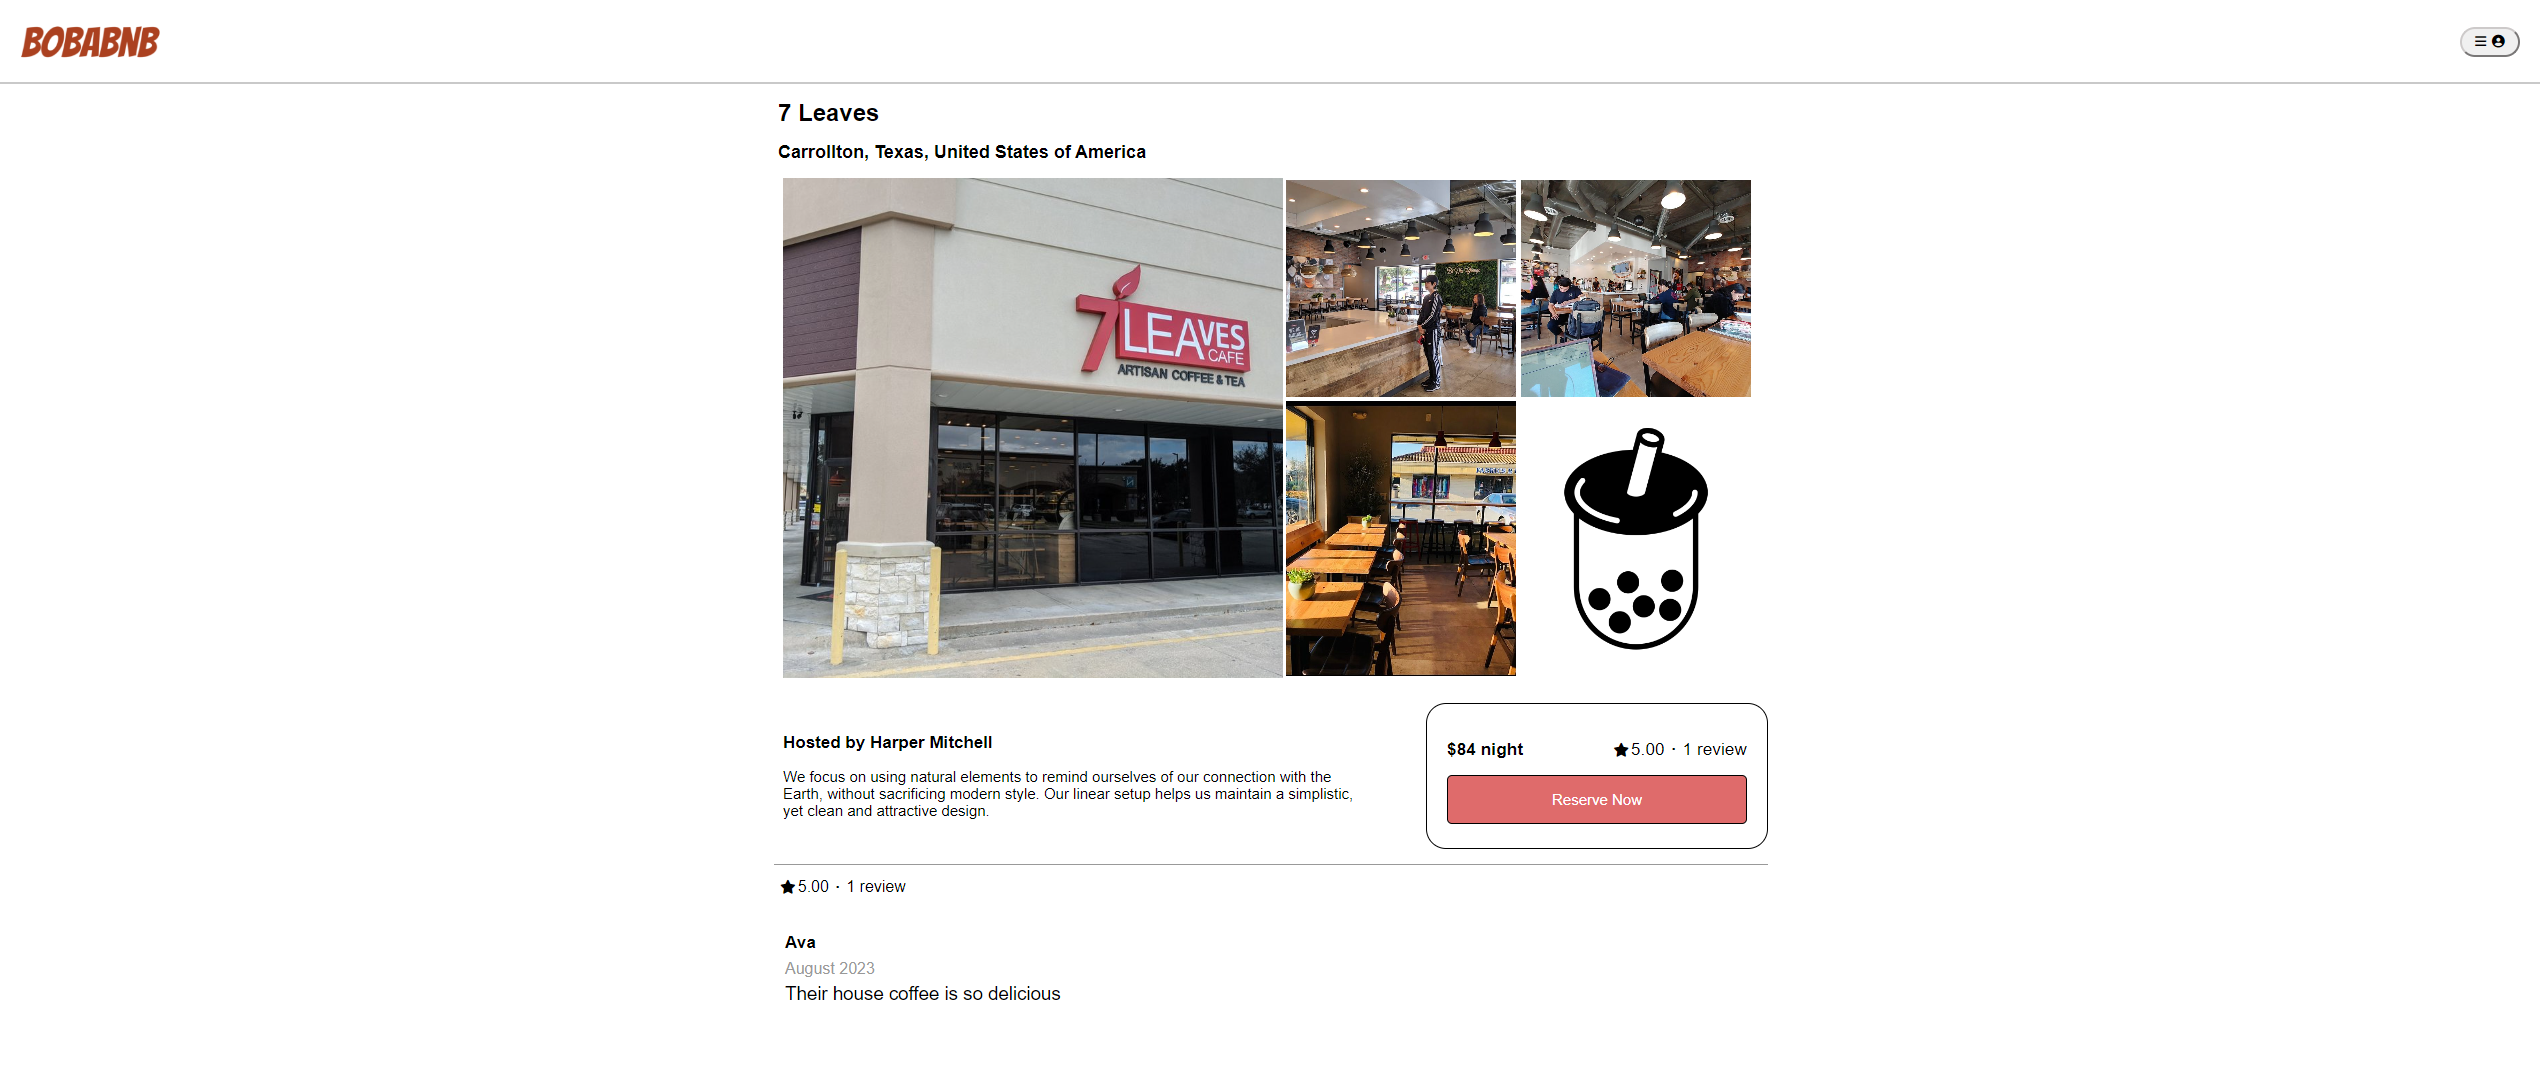 BOBABNB
7 Leaves
Carrollton, Texas, United States of America
7 LEAVES
CAFE
ARTISAN COFFEE & TEA
Hosted by Harper Mitchell
We focus on using natural elements to remind ourselves of our connection with the
Earth, without sacrificing modern style. Our linear setup helps us maintain a simplistic,
yet clean and attractive design.
$84 night
5.00 · 1 review
Reserve Now
5.00 · 1 review
Ava
August 2023
Their house coffee is so delicious